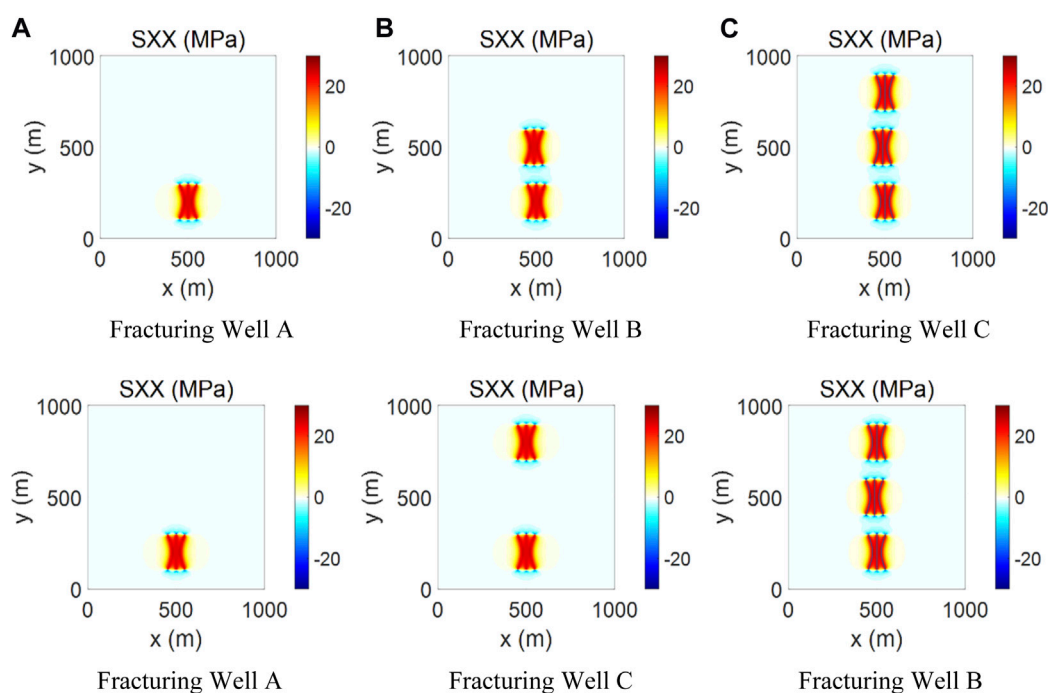 A B C
SXX (MPa) SXX (MPa) SXX (MPa)
1000 1000 1000
20 20 20
y (m) 500 0 y (m) 500 0 y (m) 500 0
-20 -20 -20
0 0 0
0 500 1000 0 500 1000 0 500 1000
x (m) x (m) x (m)
Fracturing Well A Fracturing Well B Fracturing Well C
SXX (MPa) SXX (MPa) SXX (MPa)
1000 1000 1000
20 20 20
y (m) 500 0 y (m) 500 0 y (m) 500 0
-20 -20 -20
0 0 0
0 500 1000 0 500 1000 0 500 1000
x (m) x (m) x (m)
Fracturing Well A Fracturing Well C Fracturing Well B